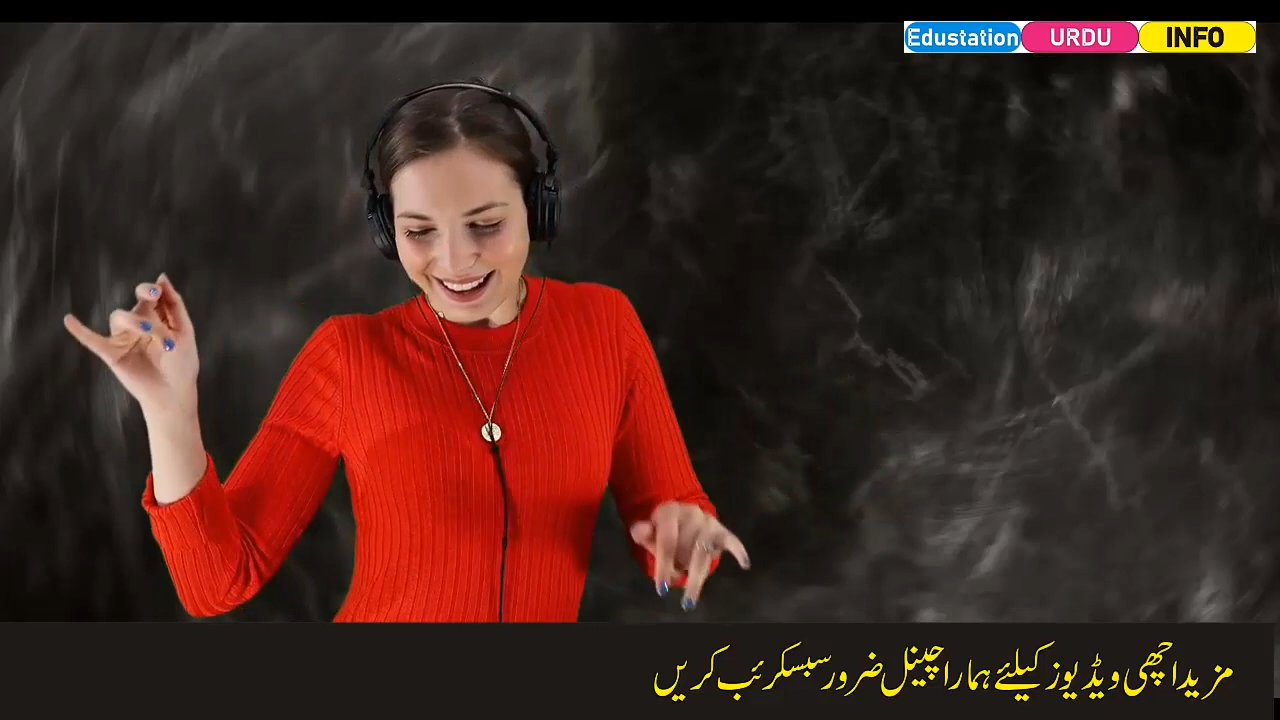 Edustation URDU INFO
مزید اچھی ویڈیوز کیلئے ہمارا چینل ضرور سبسکرائب کریں